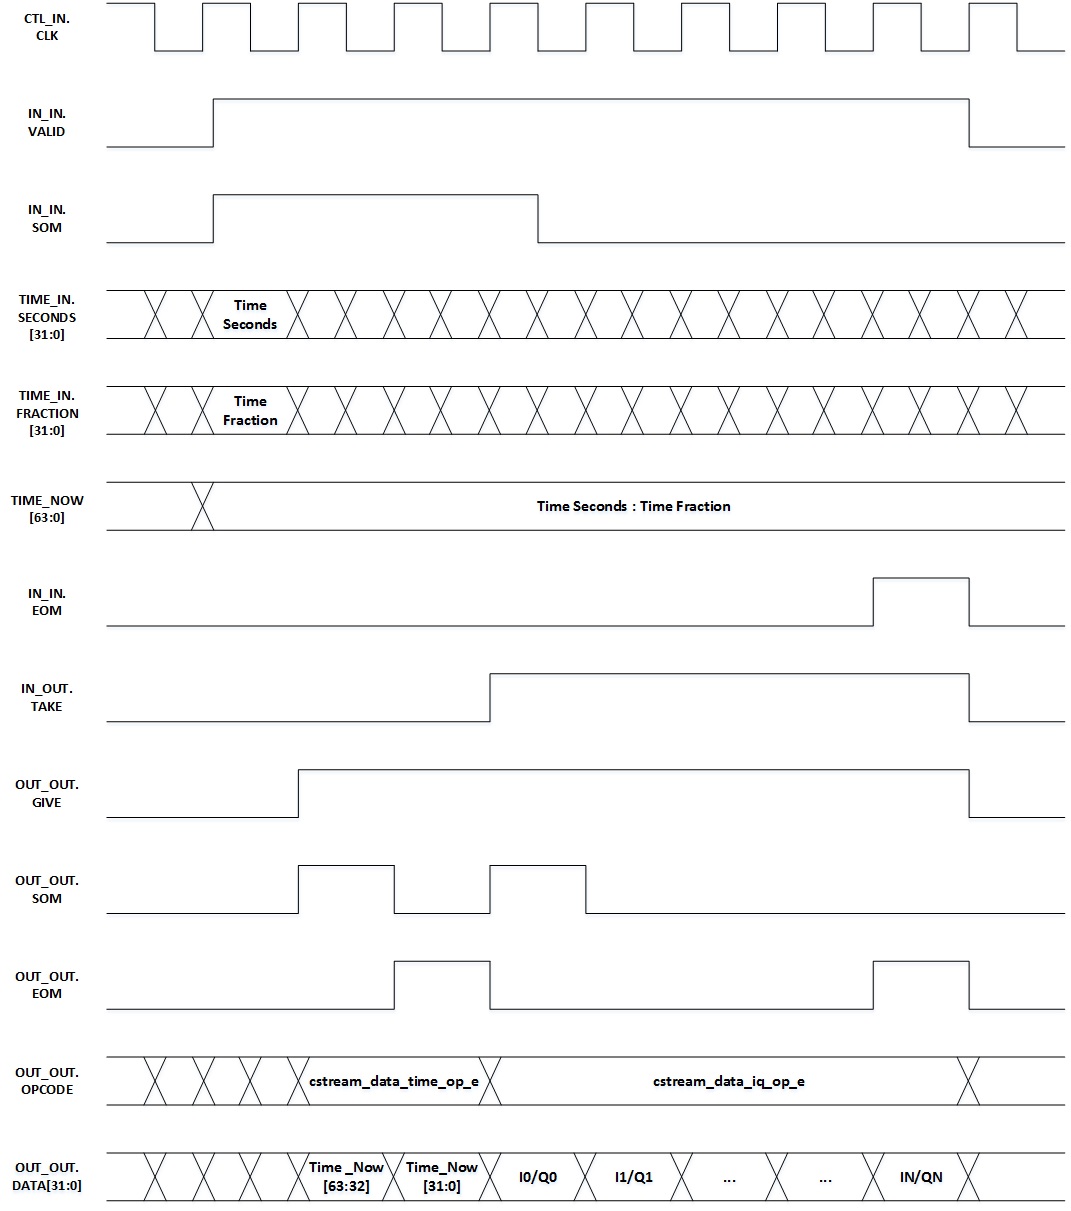 CTL_IN.
CLK
IN_IN.
VALID
IN_IN.
SOM
TIME_IN.
SECONDS
[31:0]
Time
Seconds
TIME_IN.
FRACTION
[31:0]
Time
Fraction
TIME_NOW
[63:0]
Time Seconds : Time Fraction
IN_IN.
EOM
IN_OUT.
TAKE
OUT_OUT.
GIVE
OUT_OUT.
SOM
OUT_OUT.
EOM
OUT_OUT.
OPCODE
cstream_data_time_op_e
cstream_data_iq_op_e
OUT_OUT.
DATA[31:0]
Time _Now
[63:32]
Time_Now
[31:0]
I0/Q0
I1/Q1
...
...
IN/QN